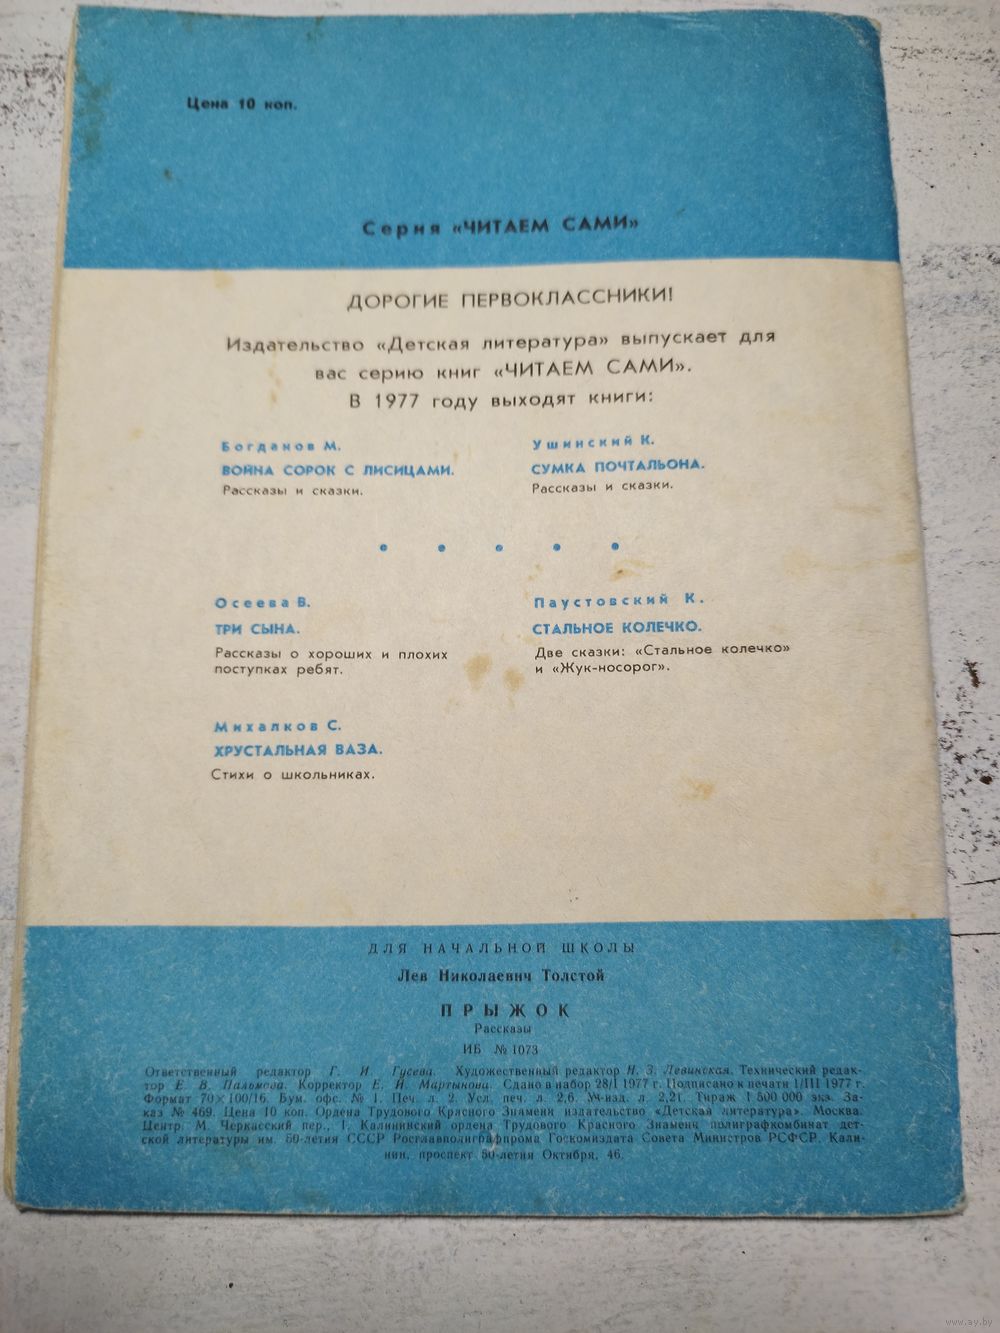 Цена 10 коп.
Серия «ЧИТАЕМ САМИ»
ДОРОГИЕ ПЕРВОКЛАССНИКИ!
Издательство «Детская литература» выпускает для
вас серию книг «ЧИТАЕМ САМИ».
В 1977 году выходят книги:
Богданов М.
ВОЙНА СОРОК С ЛИСИЦАМИ.
Рассказы и сказки.
Ушинский К.
СУМКА ПОЧТАЛЬОНА.
Рассказы и сказки.
Осеева В.
ТРИ СЫНА.
Рассказы о хороших и плохих
поступках ребят.
Паустовский К.
СТАЛЬНОЕ КОЛЕЧКО.
Две сказки: «Стальное колечко»
и «Жук-носорог».
Михалков С.
ХРУСТАЛЬНАЯ ВАЗА.
Стихи о школьниках.
ДЛЯ НАЧАЛЬНОЙ ШКОЛЫ
Лев Николаевич Толстой
ПРЫЖОК
Рассказы
ИБ № 1073
Ответственный редактор Г. И. Гусева. Художественный редактор Н. З. Левинская. Технический редак-
тор Е. В. Пальмова. Корректор Е. И. Мартынова. Сдано в набор 28/I 1977 г. Подписано к печати 1/III 1977 г.
Формат 70×100/16. Бум. офс. № 1. Печ. л. 2. Усл. печ. л. 2,6. Уч-изд. л. 2,21. Тираж 1 500 000 экз. За-
каз № 469. Цена 10 коп. Ордена Трудового Красного Знамени издательство «Детская литература». Москва.
Центр. М. Черкасский пер., 1. Калининский ордена Трудового Красного Знамени полиграфкомбинат дет-
ской литературы им. 50-летия СССР Росглавполиграфпрома Госкомиздата Совета Министров РСФСР. Кали-
нин, проспект 50-летия Октября, 46.
www.ay.by